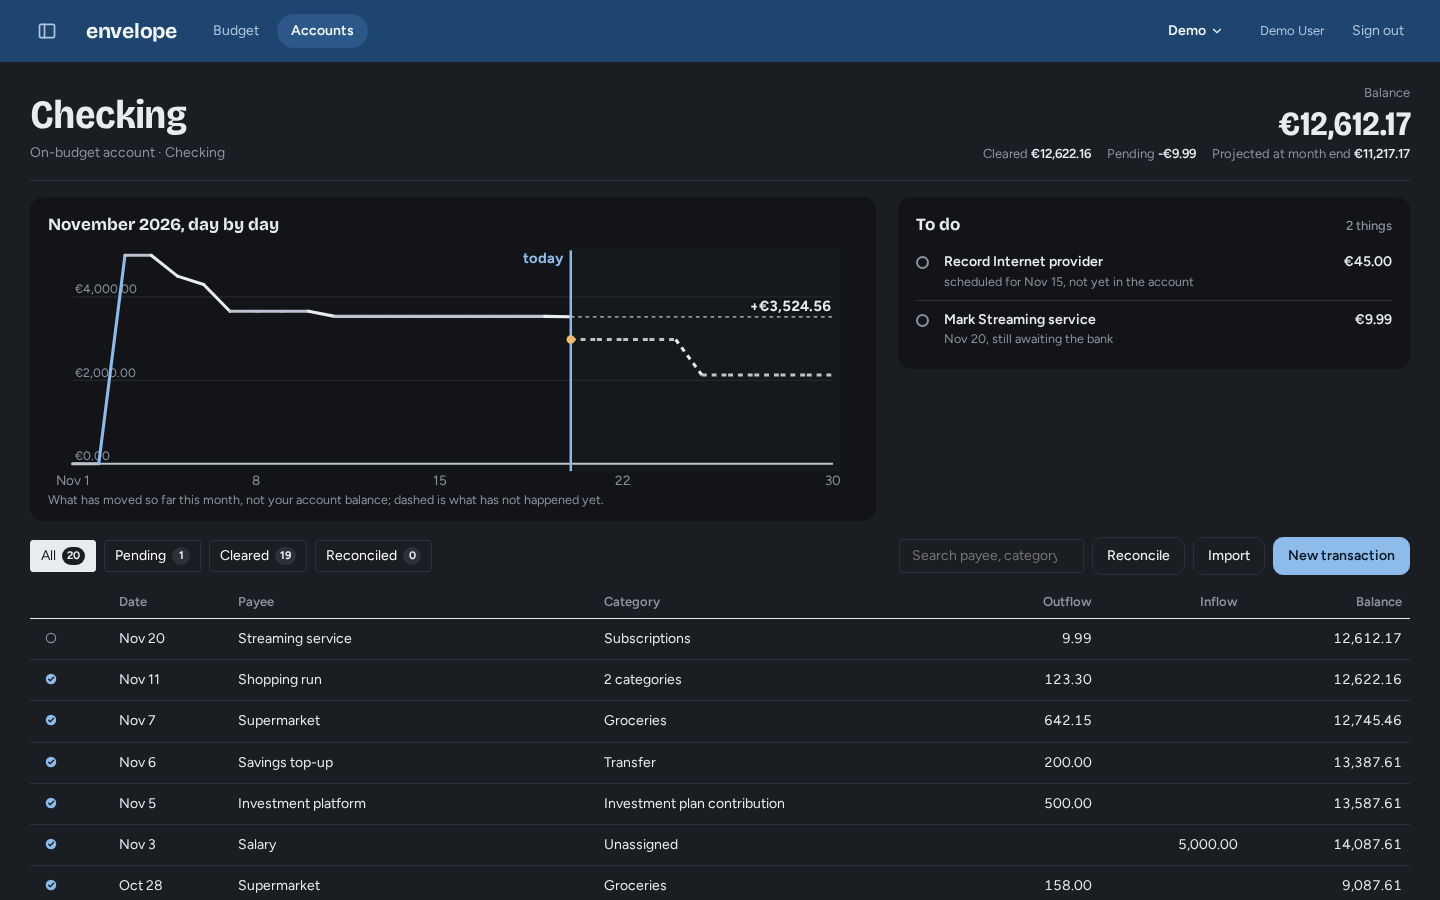 envelope
Budget
Accounts
Demo
Demo User
Sign out
Checking
On-budget account · Checking
Balance
€12,612.17
Cleared €12,622.16 Pending -€9.99 Projected at month end €11,217.17
November 2026, day by day
today
+€3,524.56
€4,000.00
€2,000.00
€0.00
Nov 1 8 15 22 30
What has moved so far this month, not your account balance; dashed is what has not happened yet.
To do
2 things
Record Internet provider €45.00
scheduled for Nov 15, not yet in the account
Mark Streaming service €9.99
Nov 20, still awaiting the bank
All 20 Pending 1 Cleared 19 Reconciled 0
Search payee, category
Reconcile
Import
New transaction
Date Payee Category Outflow Inflow Balance
Nov 20 Streaming service Subscriptions 9.99 12,612.17
Nov 11 Shopping run 2 categories 123.30 12,622.16
Nov 7 Supermarket Groceries 642.15 12,745.46
Nov 6 Savings top-up Transfer 200.00 13,387.61
Nov 5 Investment platform Investment plan contribution 500.00 13,587.61
Nov 3 Salary Unassigned 5,000.00 14,087.61
Oct 28 Supermarket Groceries 158.00 9,087.61